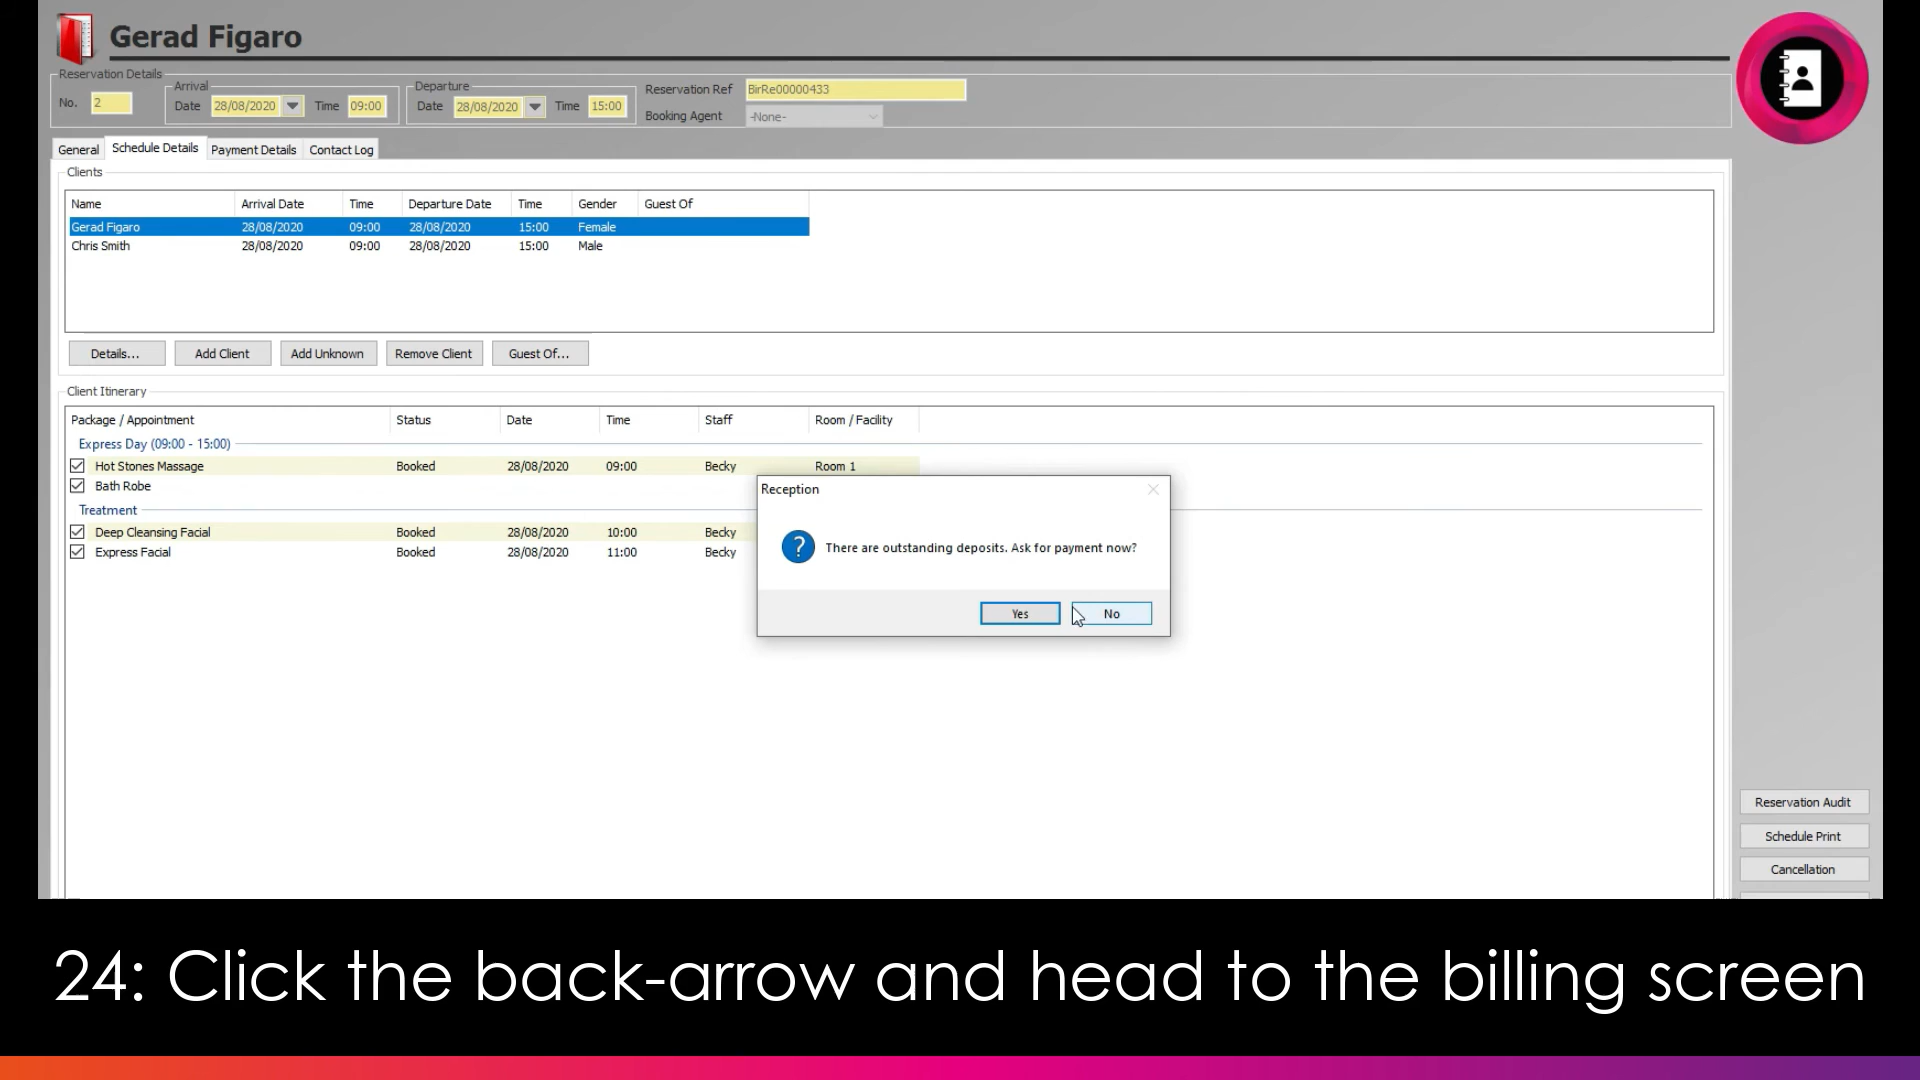 Gerad Figaro
Reservation Details
No. 2
Arrival
Date 28/08/2020 Time 09:00
Departure
Date 28/08/2020 Time 15:00
Reservation Ref BirRe00000433
Booking Agent -None-
General Schedule Details Payment Details Contact Log
Clients
Name Arrival Date Time Departure Date Time Gender Guest Of
Gerad Figaro 28/08/2020 09:00 28/08/2020 15:00 Female
Chris Smith 28/08/2020 09:00 28/08/2020 15:00 Male
Details... Add Client Add Unknown Remove Client Guest Of...
Client Itinerary
Package / Appointment Status Date Time Staff Room / Facility
Express Day (09:00 - 15:00)
Hot Stones Massage Booked 28/08/2020 09:00 Becky Room 1
Bath Robe
Treatment
Deep Cleansing Facial Booked 28/08/2020 10:00 Becky
Express Facial Booked 28/08/2020 11:00 Becky
Reception
There are outstanding deposits. Ask for payment now?
Yes No
Reservation Audit
Schedule Print
Cancellation
24: Click the back-arrow and head to the billing screen